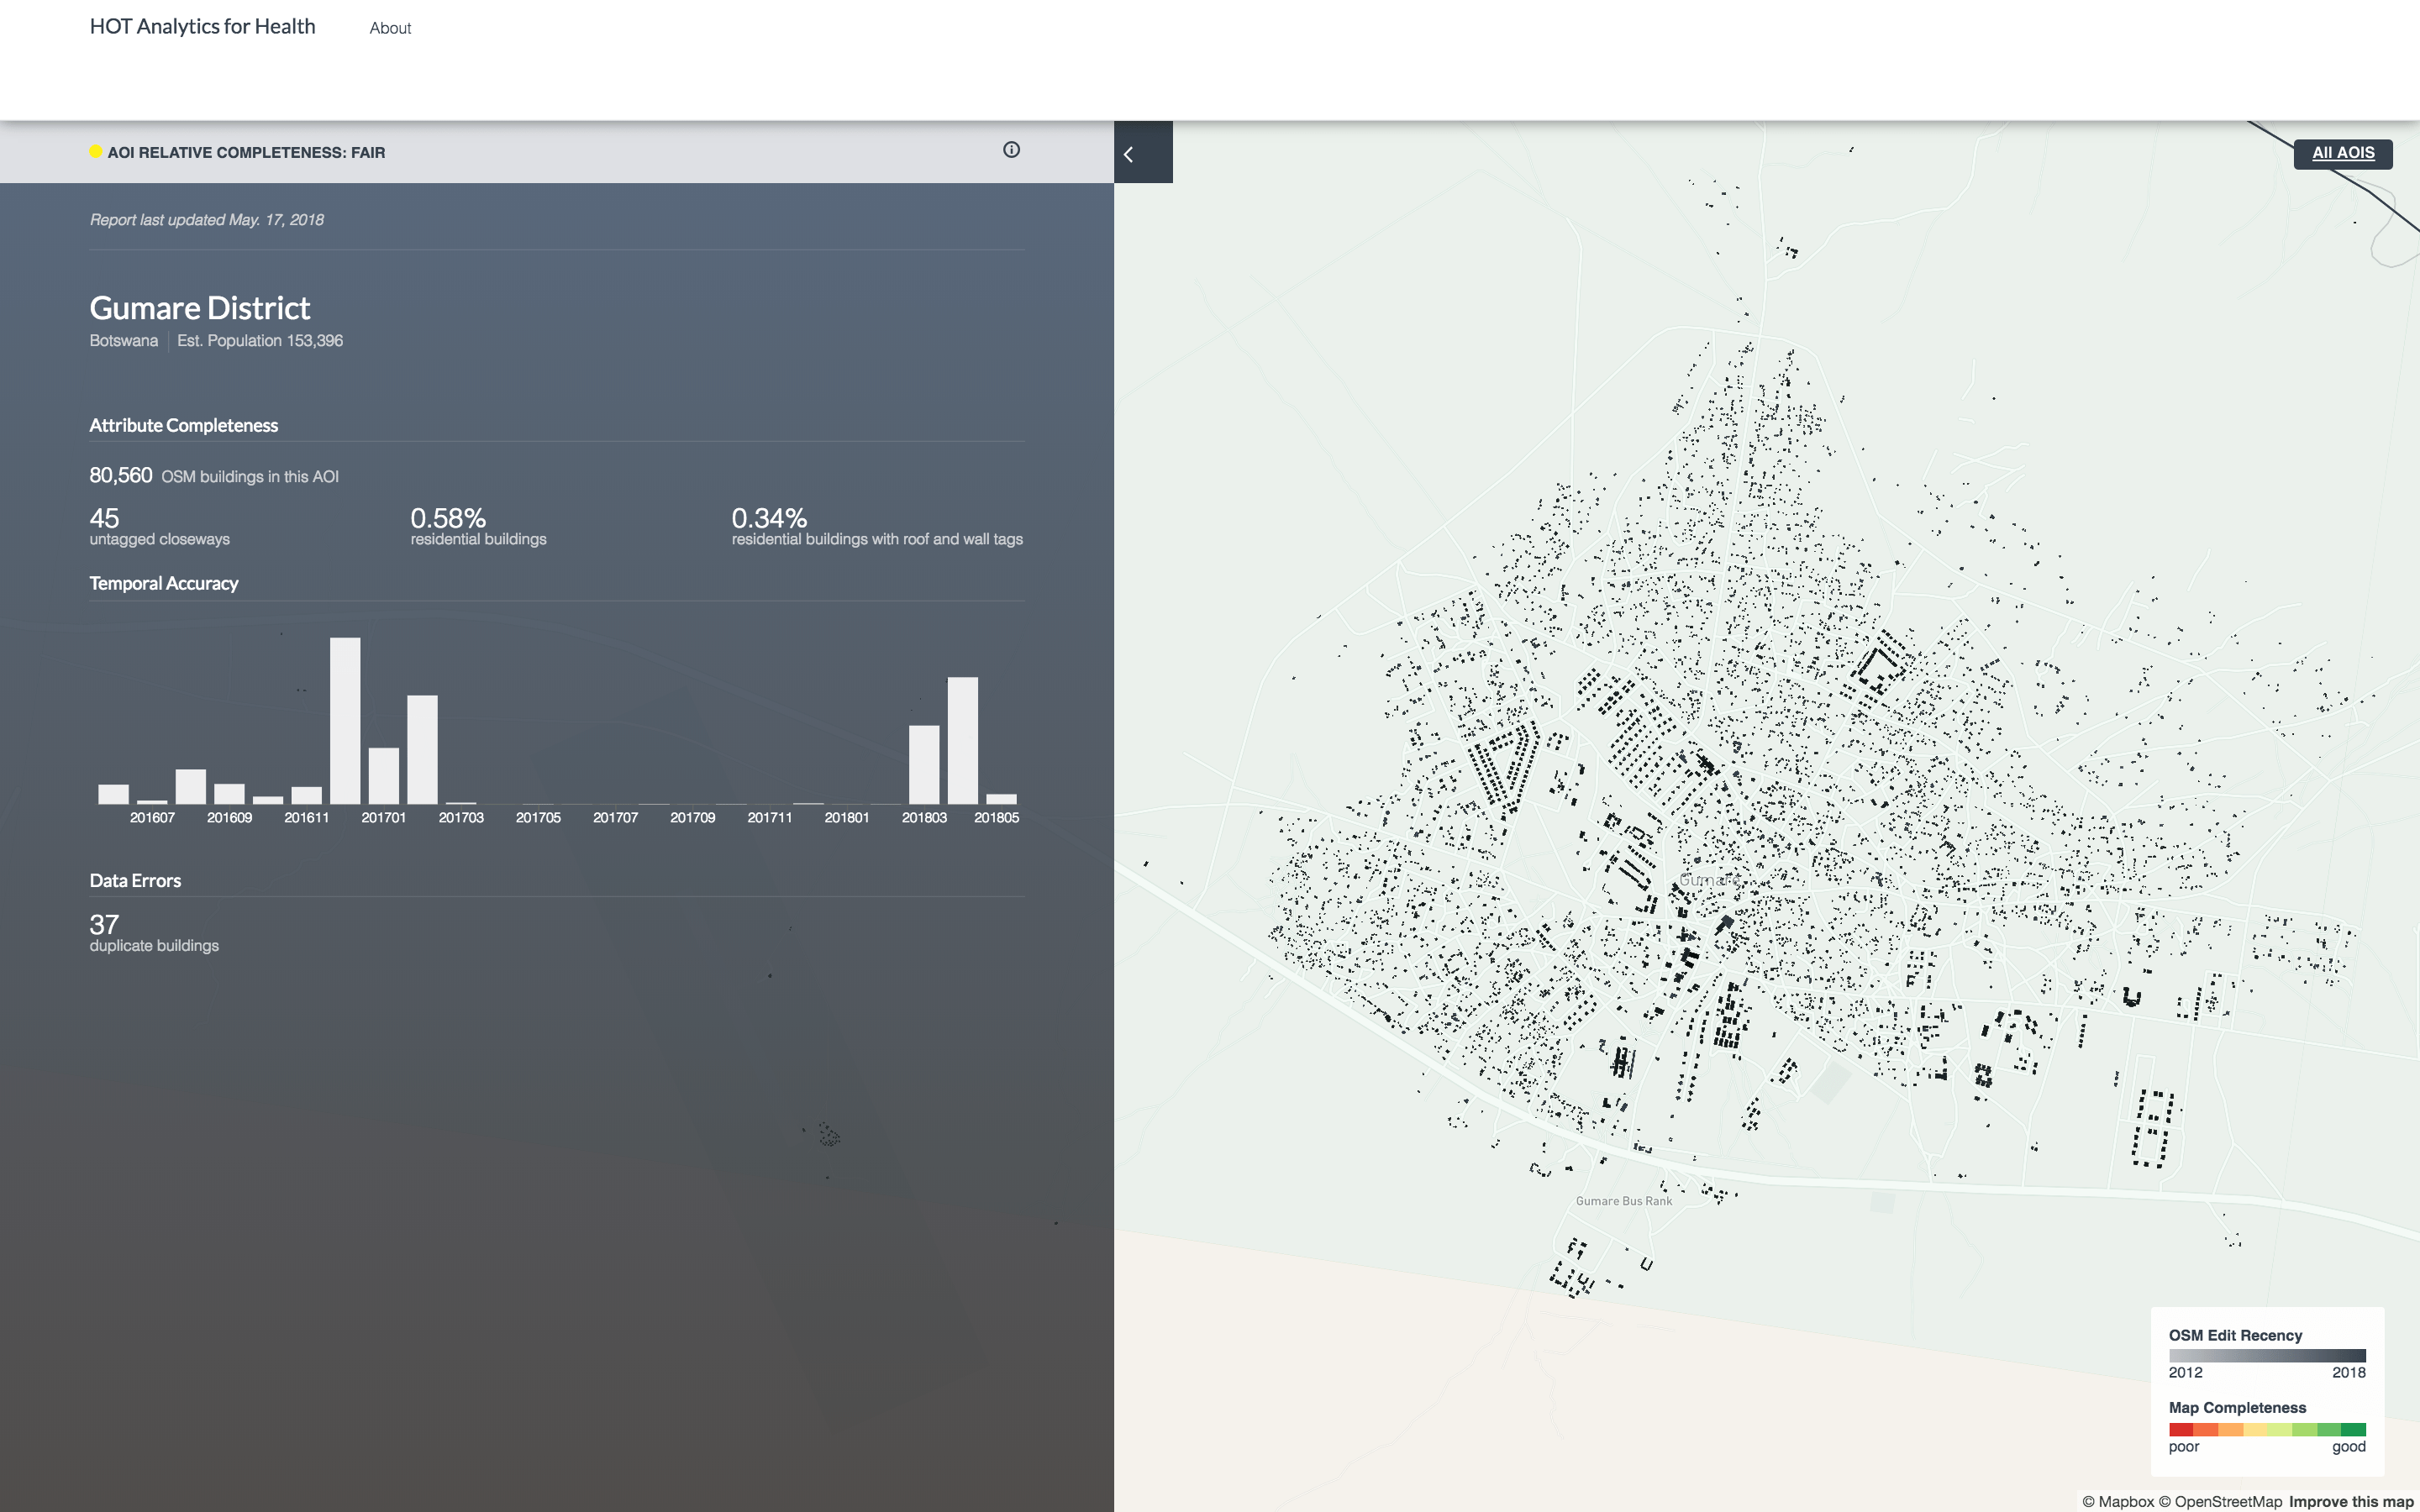 HOT Analytics for Health
About
AOI RELATIVE COMPLETENESS: FAIR
All AOIS
Report last updated May. 17, 2018
Gumare District
Botswana | Est. Population 153,396
Attribute Completeness
80,560 OSM buildings in this AOI
45
untagged closeways
0.58%
residential buildings
0.34%
residential buildings with roof and wall tags
Temporal Accuracy
201607 201609 201611 201701 201703 201705 201707 201709 201711 201801 201803 201805
Data Errors
37
duplicate buildings
Gumare
Gumare Bus Rank
OSM Edit Recency
2012 2018
Map Completeness
poor good
© Mapbox © OpenStreetMap Improve this map